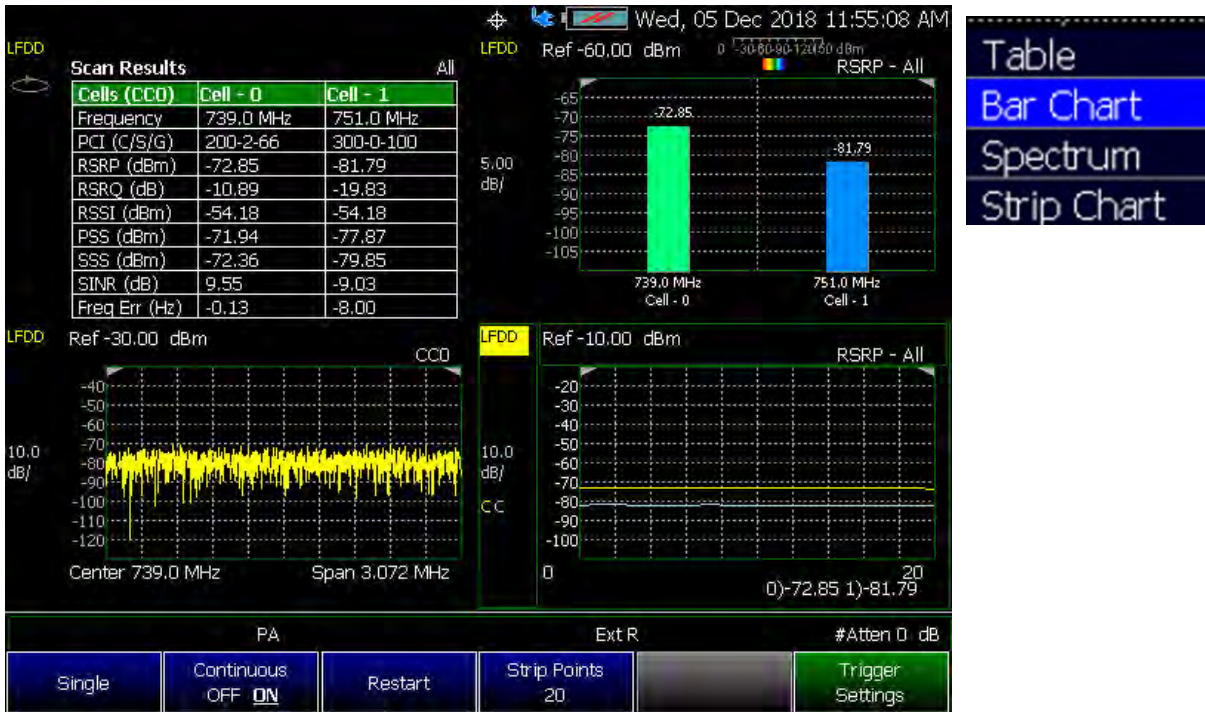 Wed, 05 Dec 2018 11:55:08 AM
LFDD
Scan Results All
Cells (CC0) Cell - 0 Cell - 1
Frequency 739.0 MHz 751.0 MHz
PCI (C/S/G) 200-2-66 300-0-100
RSRP (dBm) -72.85 -81.79
RSRQ (dB) -10.89 -19.83
RSSI (dBm) -54.18 -54.18
PSS (dBm) -71.94 -77.87
SSS (dBm) -72.36 -79.85
SINR (dB) 9.55 -9.03
Freq Err (Hz) -0.13 -8.00
LFDD Ref -60.00 dBm 0 -30-60-90-120 dBm
RSRP - All
-65
-70
-75
-80
-85
-90
-95
-100
-105
5.00
dB/
-72.85
-81.79
739.0 MHz 751.0 MHz
Cell - 0 Cell - 1
LFDD Ref -30.00 dBm
CC0
-40
-50
-60
-70
-80
-90
-100
-110
-120
10.0
dB/
Center 739.0 MHz Span 3.072 MHz
LFDD Ref -10.00 dBm
RSRP - All
-20
-30
-40
-50
-60
-70
-80
-90
-100
10.0
dB/
CC
0 20
0)-72.85 1)-81.79
PA Ext R #Atten 0 dB
Single
Continuous
OFF ON
Restart
Strip Points
20
Trigger
Settings
Table
Bar Chart
Spectrum
Strip Chart